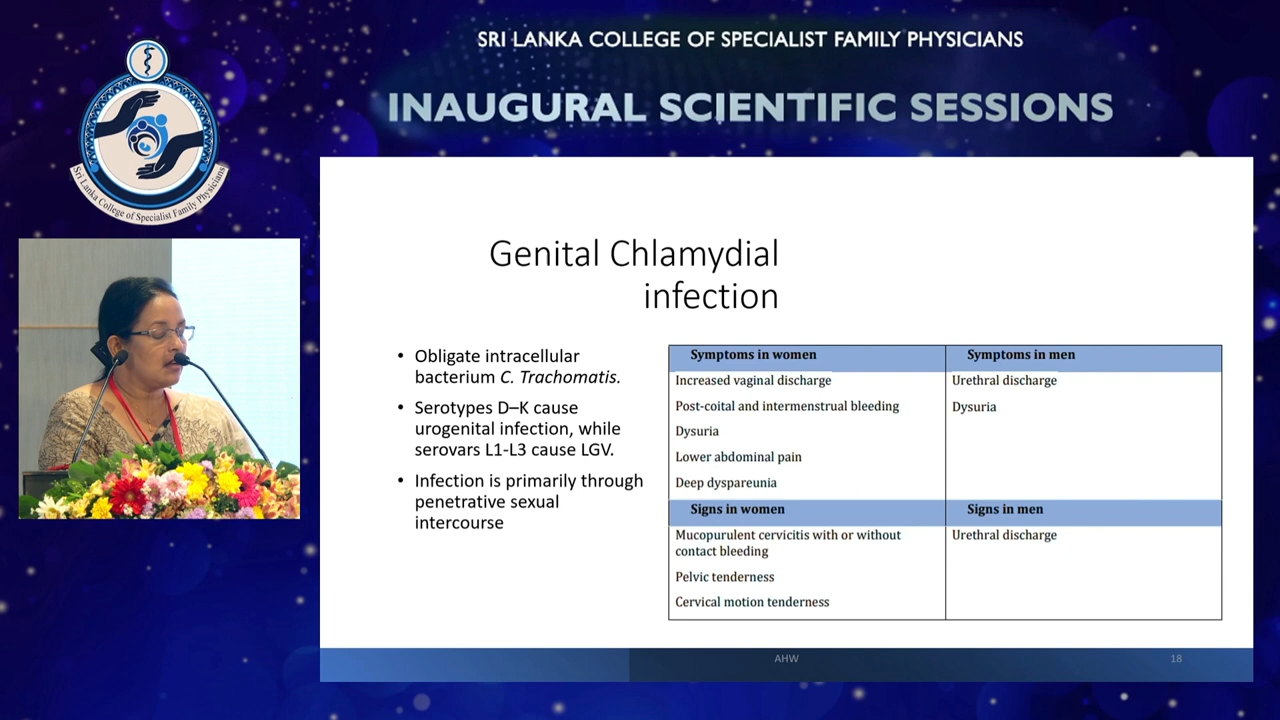 SRI LANKA COLLEGE OF SPECIALIST FAMILY PHYSICIANS
INAUGURAL SCIENTIFIC SESSIONS
Sri Lanka College of Specialist Family Physicians
Genital Chlamydial
infection
• Obligate intracellular
bacterium C. Trachomatis.
• Serotypes D–K cause
urogenital infection, while
serovars L1-L3 cause LGV.
• Infection is primarily through
penetrative sexual
intercourse
Symptoms in women
Symptoms in men
Increased vaginal discharge
Urethral discharge
Post-coital and intermenstrual bleeding
Dysuria
Dysuria
Lower abdominal pain
Deep dyspareunia
Signs in women
Signs in men
Mucopurulent cervicitis with or without
contact bleeding
Urethral discharge
Pelvic tenderness
Cervical motion tenderness
AHW
18